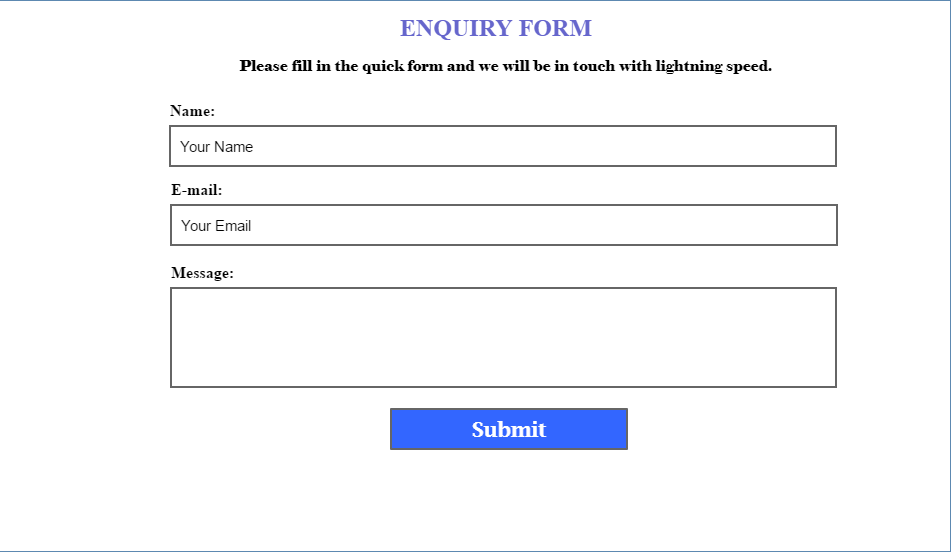 ENQUIRY FORM
Please fill in the quick form and we will be in touch with lightning speed.
Name:
Your Name
E-mail:
Your Email
Message:
Submit